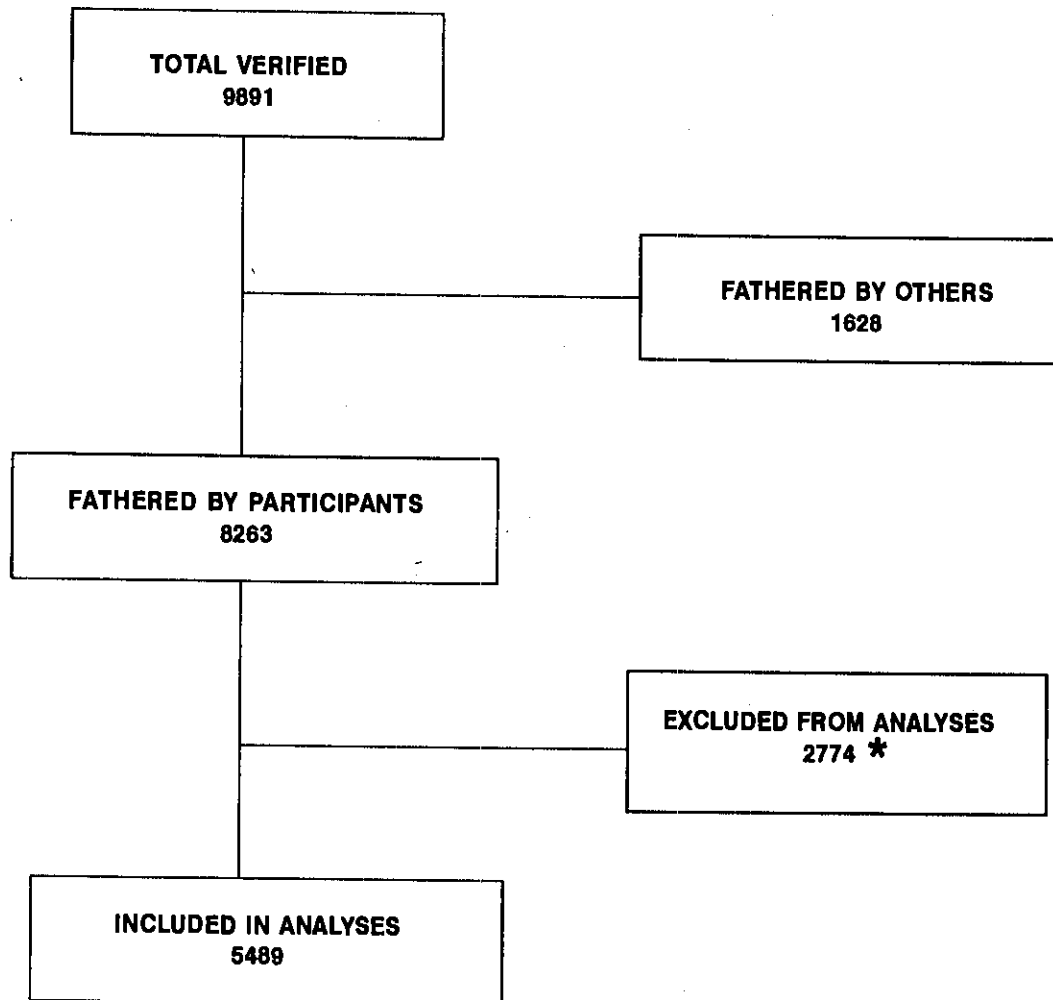 TOTAL VERIFIED
9891
FATHERED BY OTHERS
1628
FATHERED BY PARTICIPANTS
8263
EXCLUDED FROM ANALYSES
2774 *
INCLUDED IN ANALYSES
5489